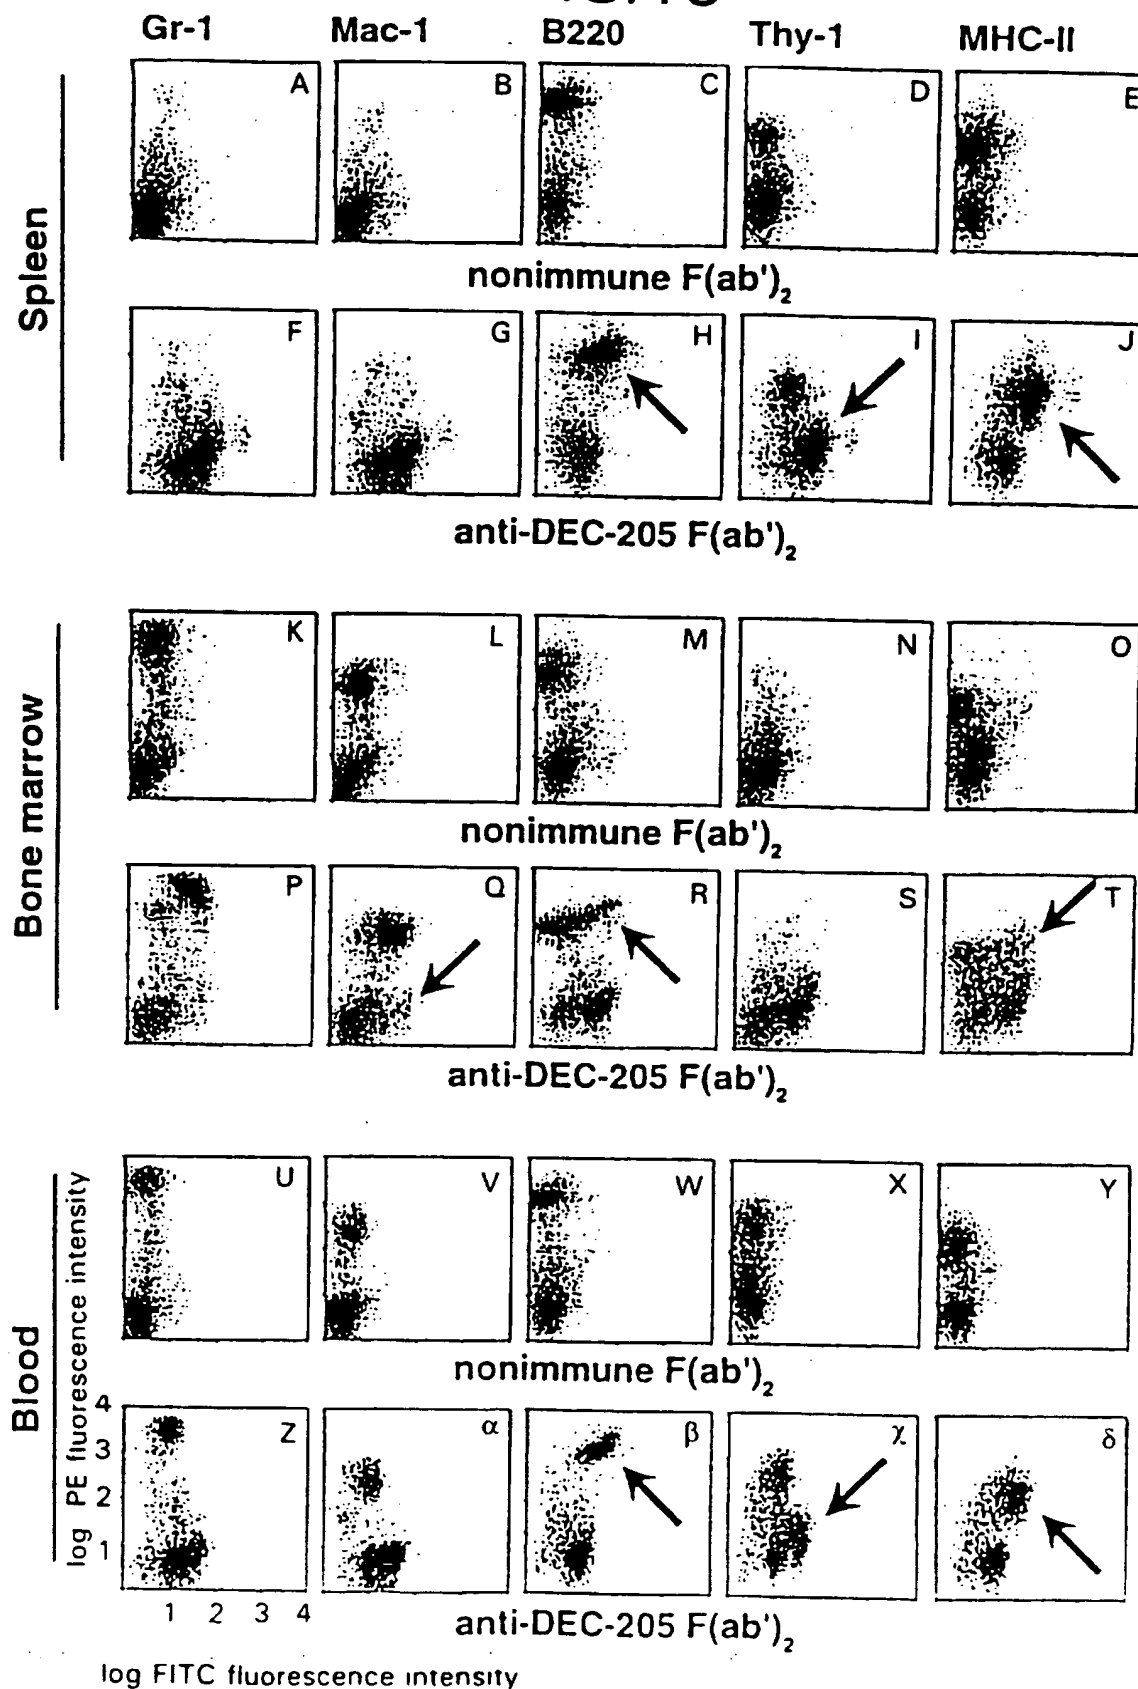 Gr-1 Mac-1 B220 Thy-1 MHC-II
Spleen
A B C D E
nonimmune F(ab')₂
F G H I J
anti-DEC-205 F(ab')₂
Bone marrow
K L M N O
nonimmune F(ab')₂
P Q R S T
anti-DEC-205 F(ab')₂
Blood
U V W X Y
nonimmune F(ab')₂
log PE fluorescence intensity
4
3
2
1
Z α β χ δ
1 2 3 4
anti-DEC-205 F(ab')₂
log FITC fluorescence intensity